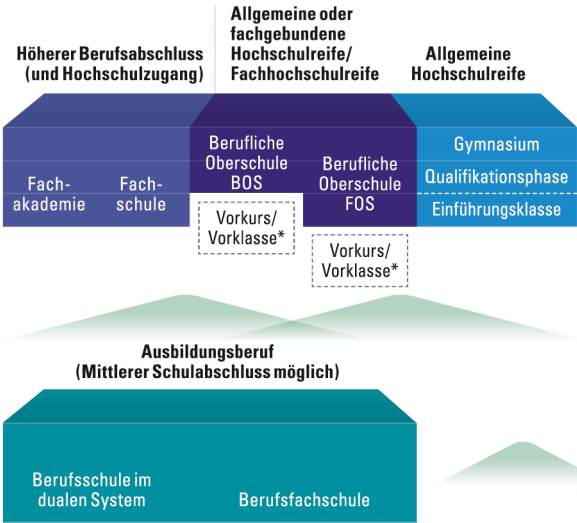 Höherer Berufsabschluss
(und Hochschulzugang)
Allgemeine oder
fachgebundene
Hochschulreife/
Fachhochschulreife
Allgemeine
Hochschulreife
Fach-
akademie
Fach-
schule
Berufliche
Oberschule
BOS
Vorkurs/
Vorklasse*
Berufliche
Oberschule
FOS
Vorkurs/
Vorklasse*
Gymnasium
Qualifikationsphase
Einführungsklasse
Ausbildungsberuf
(Mittlerer Schulabschluss möglich)
Berufsschule im
dualen System
Berufsfachschule